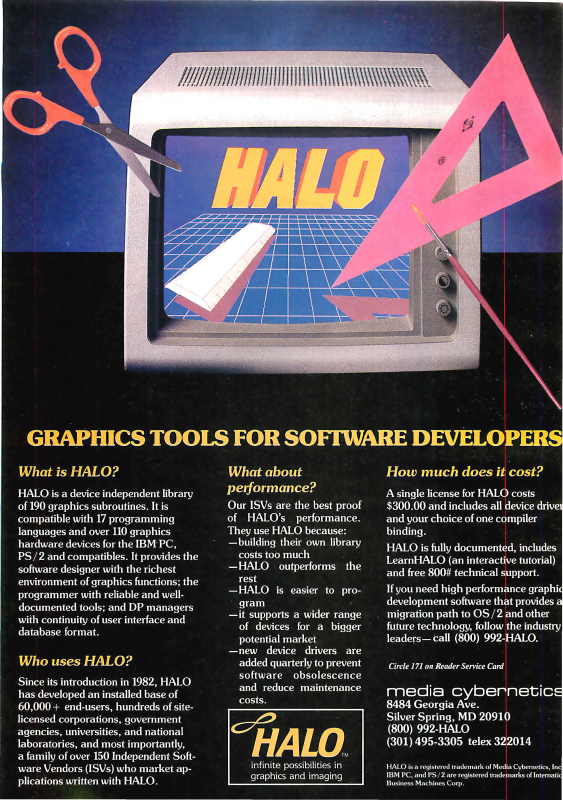 HALO
GRAPHICS TOOLS FOR SOFTWARE DEVELOPERS
What is HALO?
HALO is a device independent library
of 190 graphics subroutines. It is
compatible with 17 programming
languages and over 110 graphics
hardware devices for the IBM PC,
PS/2 and compatibles. It provides the
software designer with the richest
environment of graphics functions; the
programmer with reliable and well-
documented tools; and DP managers
with continuity of user interface and
database format.
Who uses HALO?
Since its introduction in 1982, HALO
has developed an installed base of
60,000+ end-users, hundreds of site-
licensed corporations, government
agencies, universities, and national
laboratories, and most importantly,
a family of over 150 Independent Soft-
ware Vendors (ISVs) who market ap-
plications written with HALO.
What about
performance?
Our ISVs are the best proof
of HALO's performance.
They use HALO because:
—building their own library
costs too much
—HALO outperforms the
rest
—HALO is easier to pro-
gram
—it supports a wider range
of devices for a bigger
potential market
—new device drivers are
added quarterly to prevent
software obsolescence
and reduce maintenance
costs.
HALO™
infinite possibilities in
graphics and imaging
How much does it cost?
A single license for HALO costs
$300.00 and includes all device driver
and your choice of one compiler
binding.
HALO is fully documented, includes
LearnHALO (an interactive tutorial)
and free 800# technical support.
If you need high performance graphic
development software that provides a
migration path to OS/2 and other
future technology, follow the industry
leaders—call (800) 992-HALO.
Circle 171 on Reader Service Card
media cybernetics
8484 Georgia Ave.
Silver Spring, MD 20910
(800) 992-HALO
(301) 495-3305 telex 322014
HALO is a registered trademark of Media Cybernetics, Inc
IBM PC, and PS/2 are registered trademarks of Internatio
Business Machines Corp.